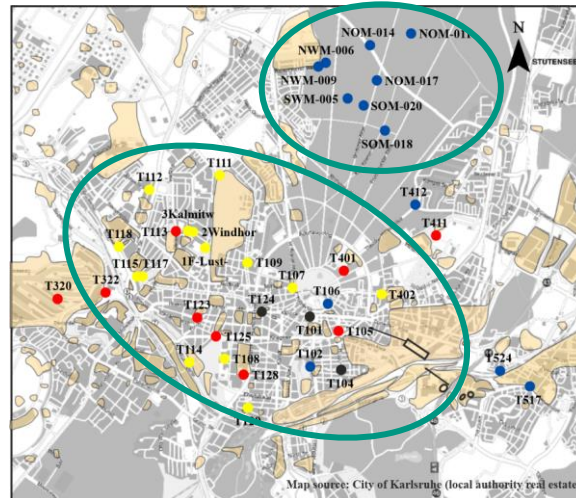 NOM-014
NOM-01
NWM-006
N
STUTENSEE
NWM-009
NOM-017
SWM-005
SOM-020
SOM-018
T111
T112
T412
3Kalmitw
T113
2Windhor
T411
T118
1F-Lust-
T109
T401
T115/T117
T107
T322
T320
T106
T402
T124
T123
T101
T105
T125
T114
T108
T102
T524
T128
T104
T517
Map source: City of Karlsruhe (local authority real estate